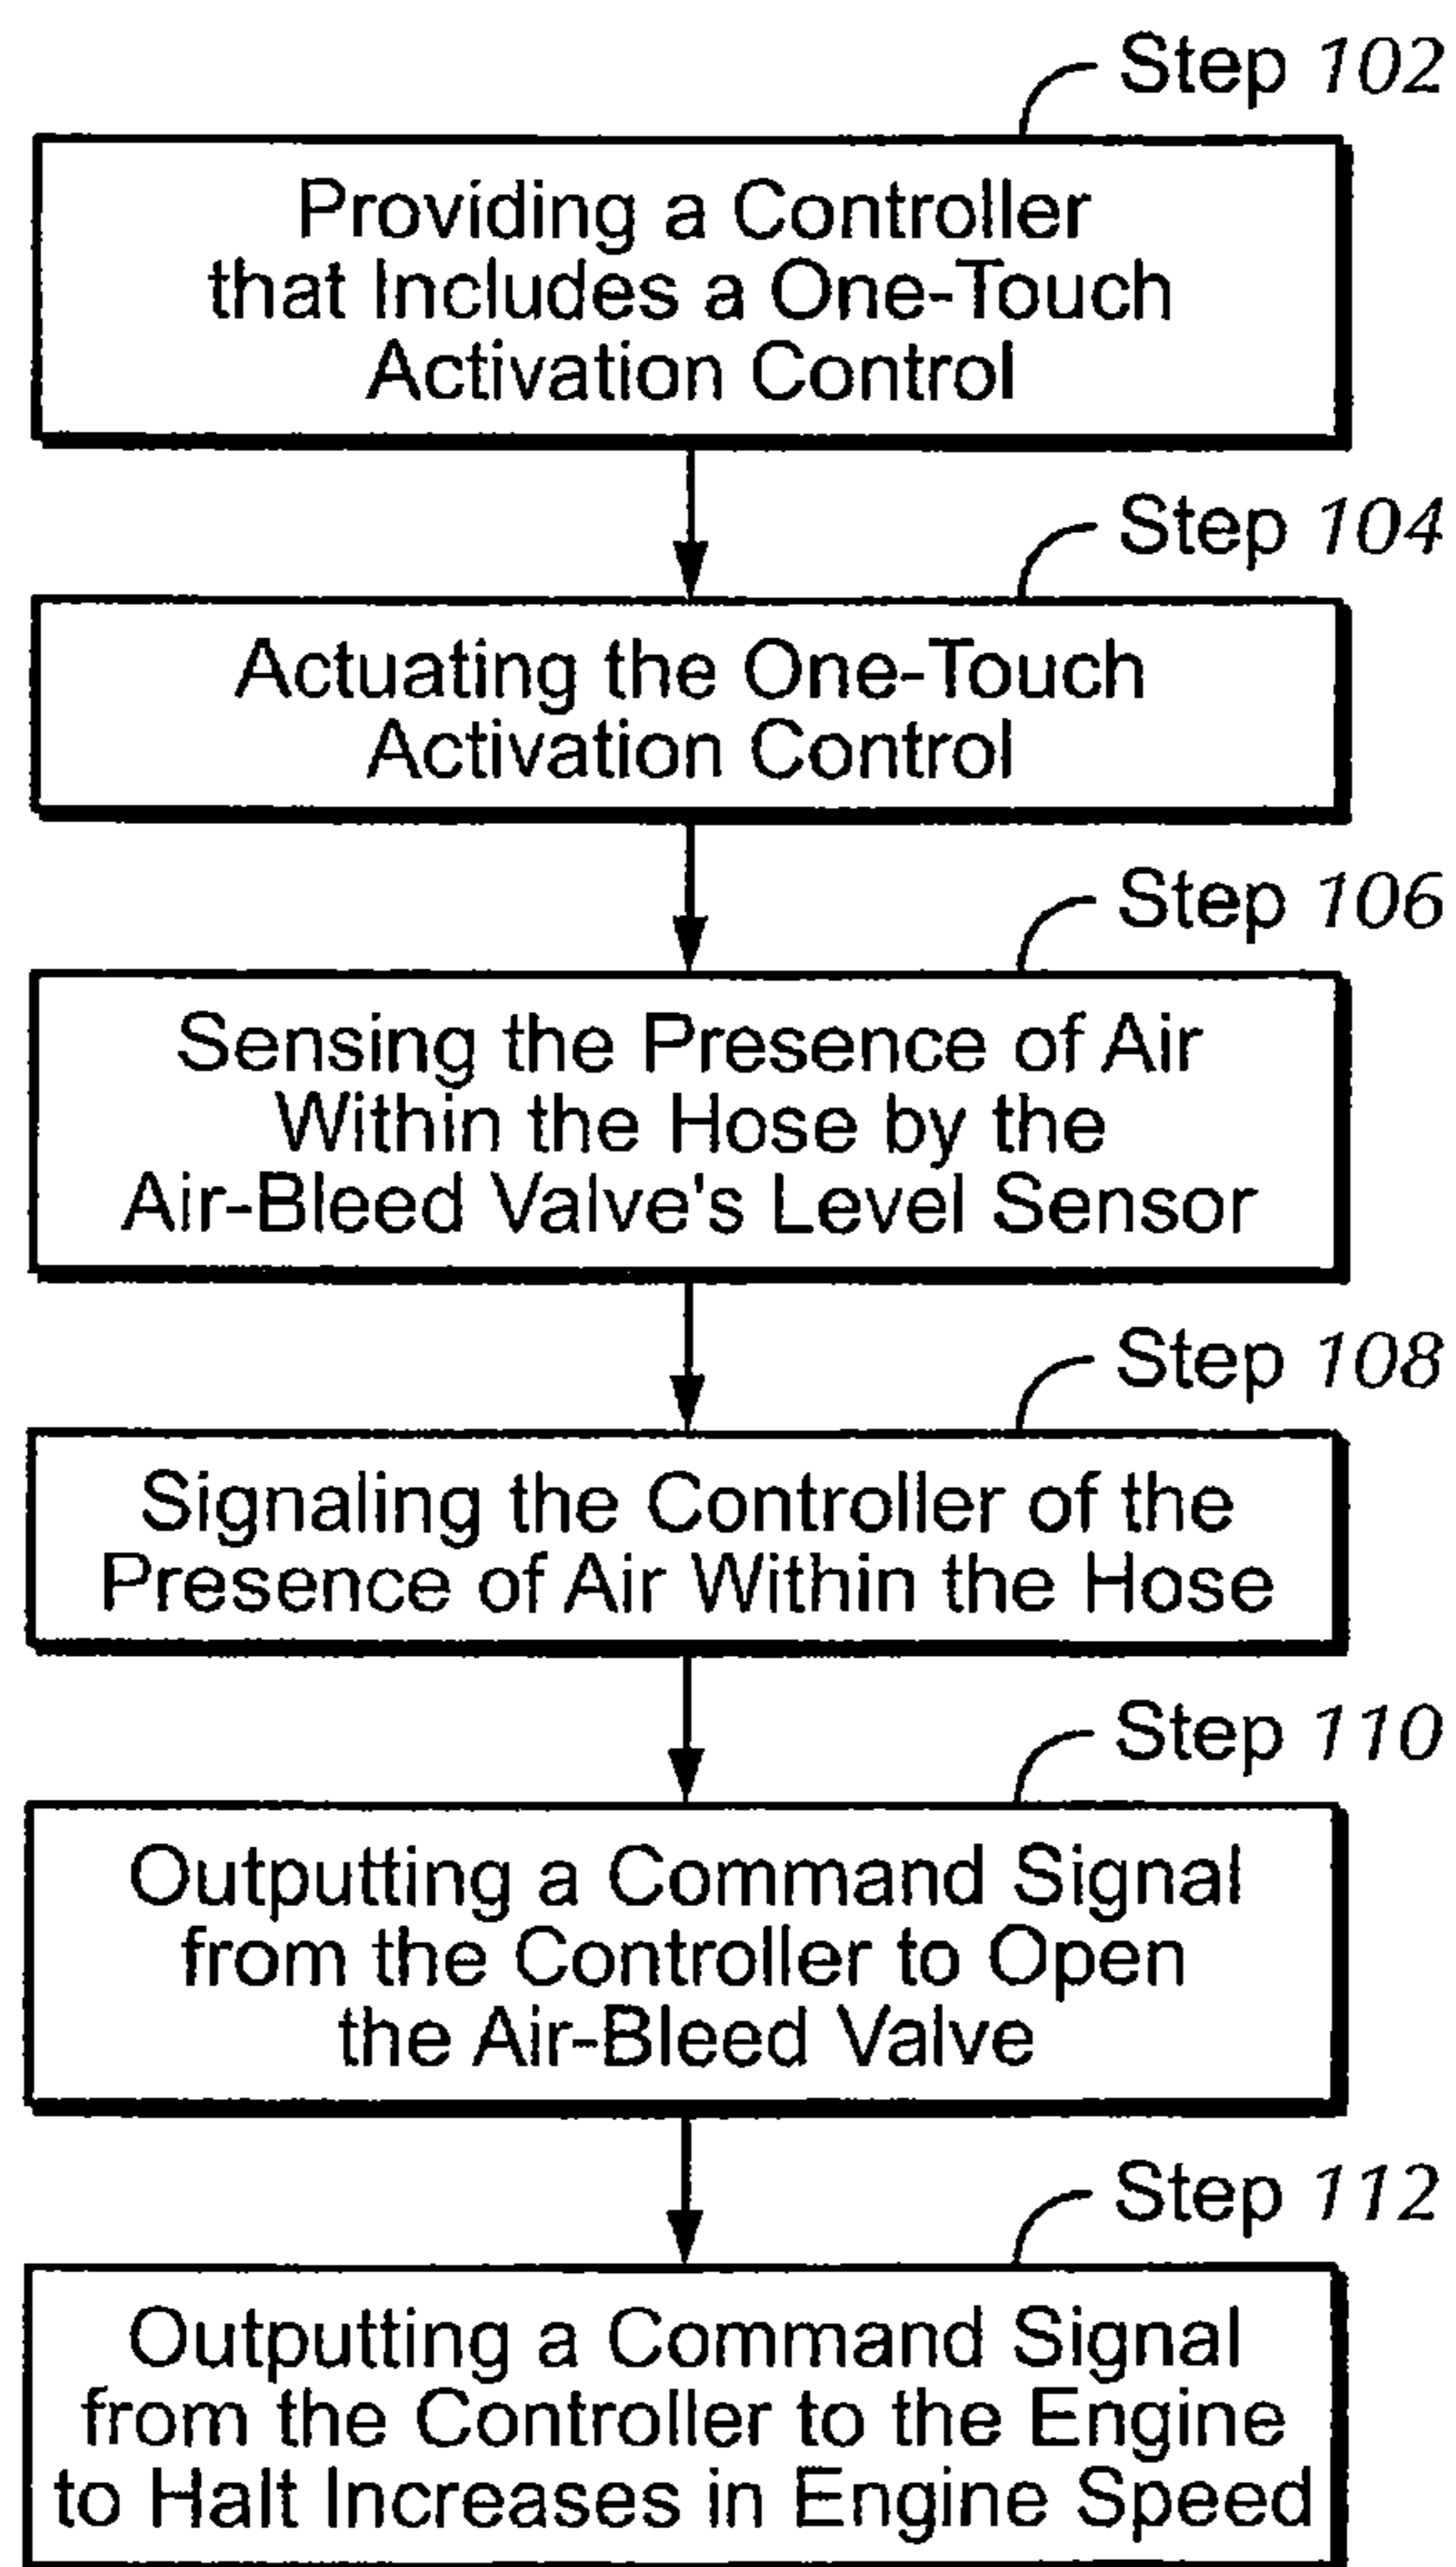 Step 102
Providing a Controller
that Includes a One-Touch
Activation Control
Step 104
Actuating the One-Touch
Activation Control
Step 106
Sensing the Presence of Air
Within the Hose by the
Air-Bleed Valve's Level Sensor
Step 108
Signaling the Controller of the
Presence of Air Within the Hose
Step 110
Outputting a Command Signal
from the Controller to Open
the Air-Bleed Valve
Step 112
Outputting a Command Signal
from the Controller to the Engine
to Halt Increases in Engine Speed